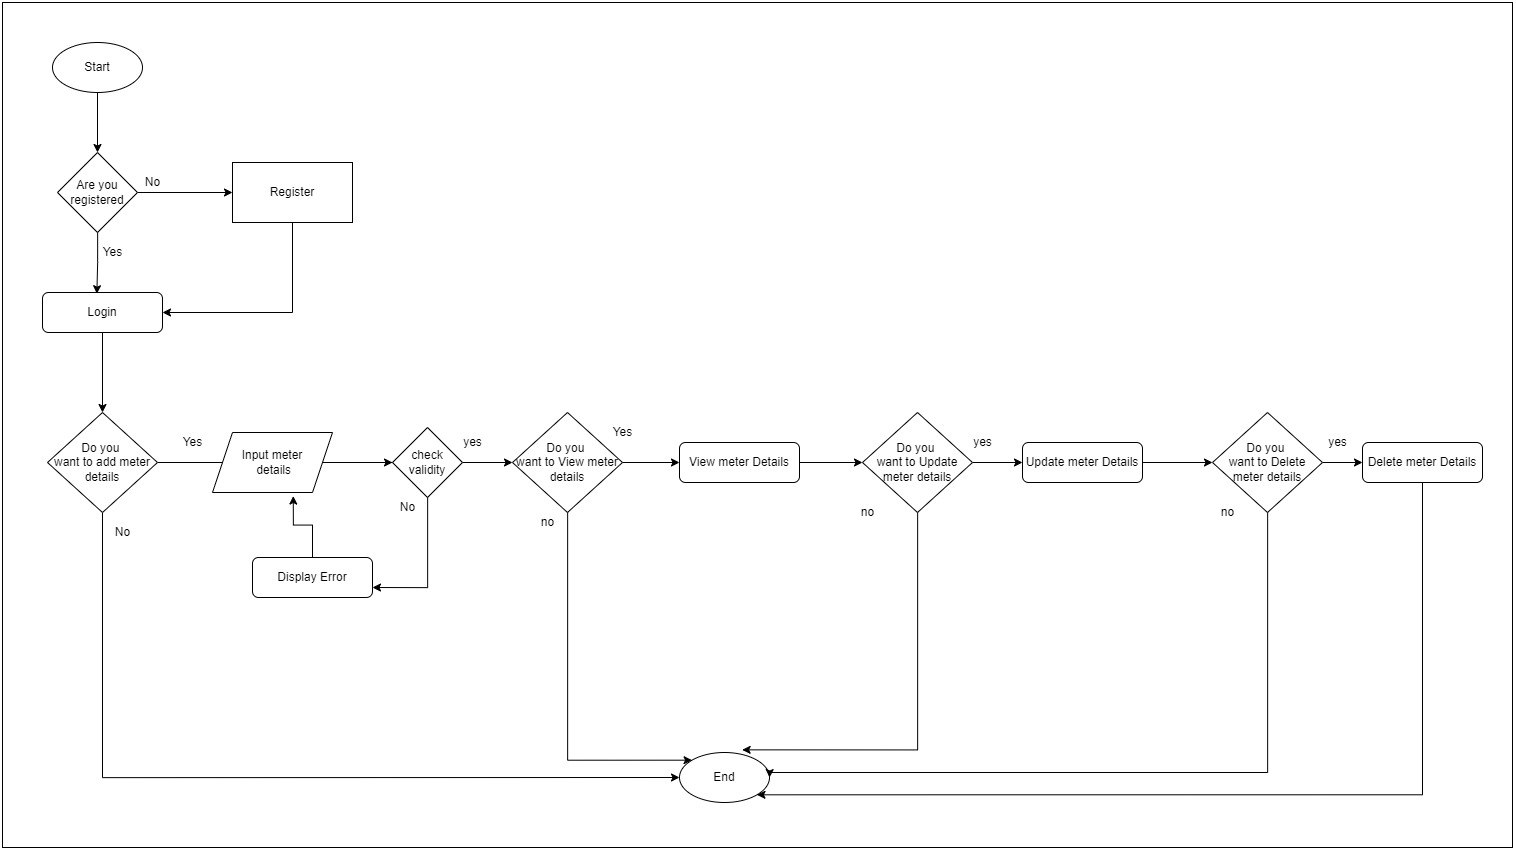 Start
Are you
registered
No
Register
Yes
Login
Do you
want to add meter
details
Yes
No
Input meter
details
check
validity
yes
No
Display Error
Do you
want to View meter
details
Yes
no
View meter Details
Do you
want to Update
meter details
yes
no
Update meter Details
Do you
want to Delete
meter details
yes
no
Delete meter Details
End